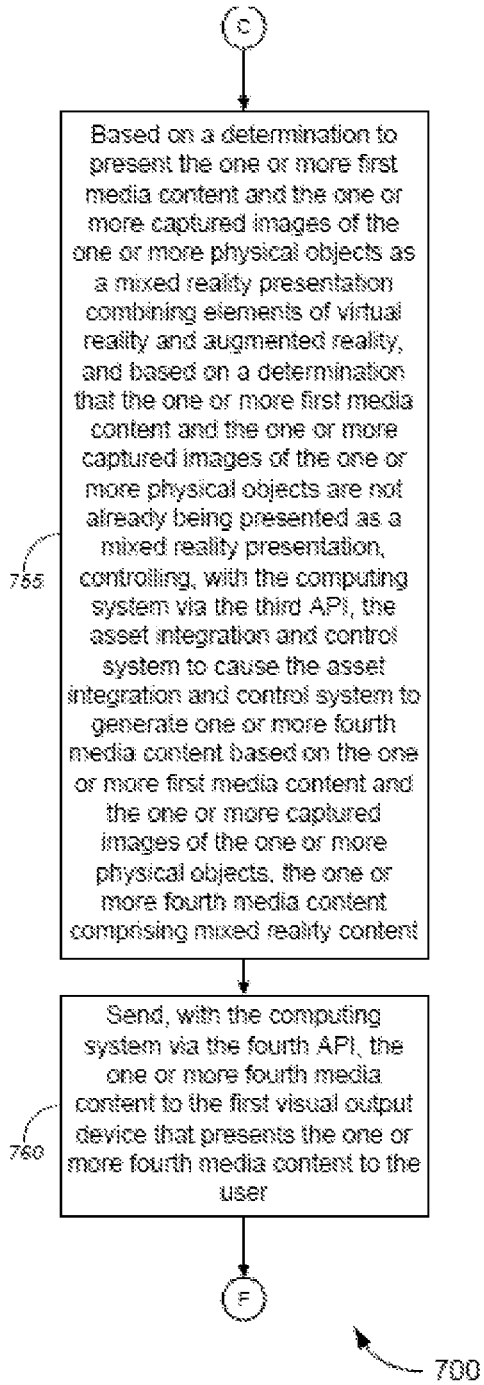 C
Based on a determination to
present the one or more first
media content and the one or
more captured images of the
one or more physical objects as
a mixed reality presentation
combining elements of virtual
reality and augmented reality,
and based on a determination
that the one or more first media
content and the one or more
captured images of the one or
more physical objects are not
already being presented as a
mixed reality presentation,
controlling, with the computing
system via the third API, the
asset integration and control
system to cause the asset
integration and control system to
generate one or more fourth
media content based on the one
or more first media content and
the one or more captured
images of the one or more
physical objects, the one or
more fourth media content
comprising mixed reality content
755
Send, with the computing
system via the fourth API, the
one or more fourth media
content to the first visual output
device that presents the one or
more fourth media content to the
user
760
F
700